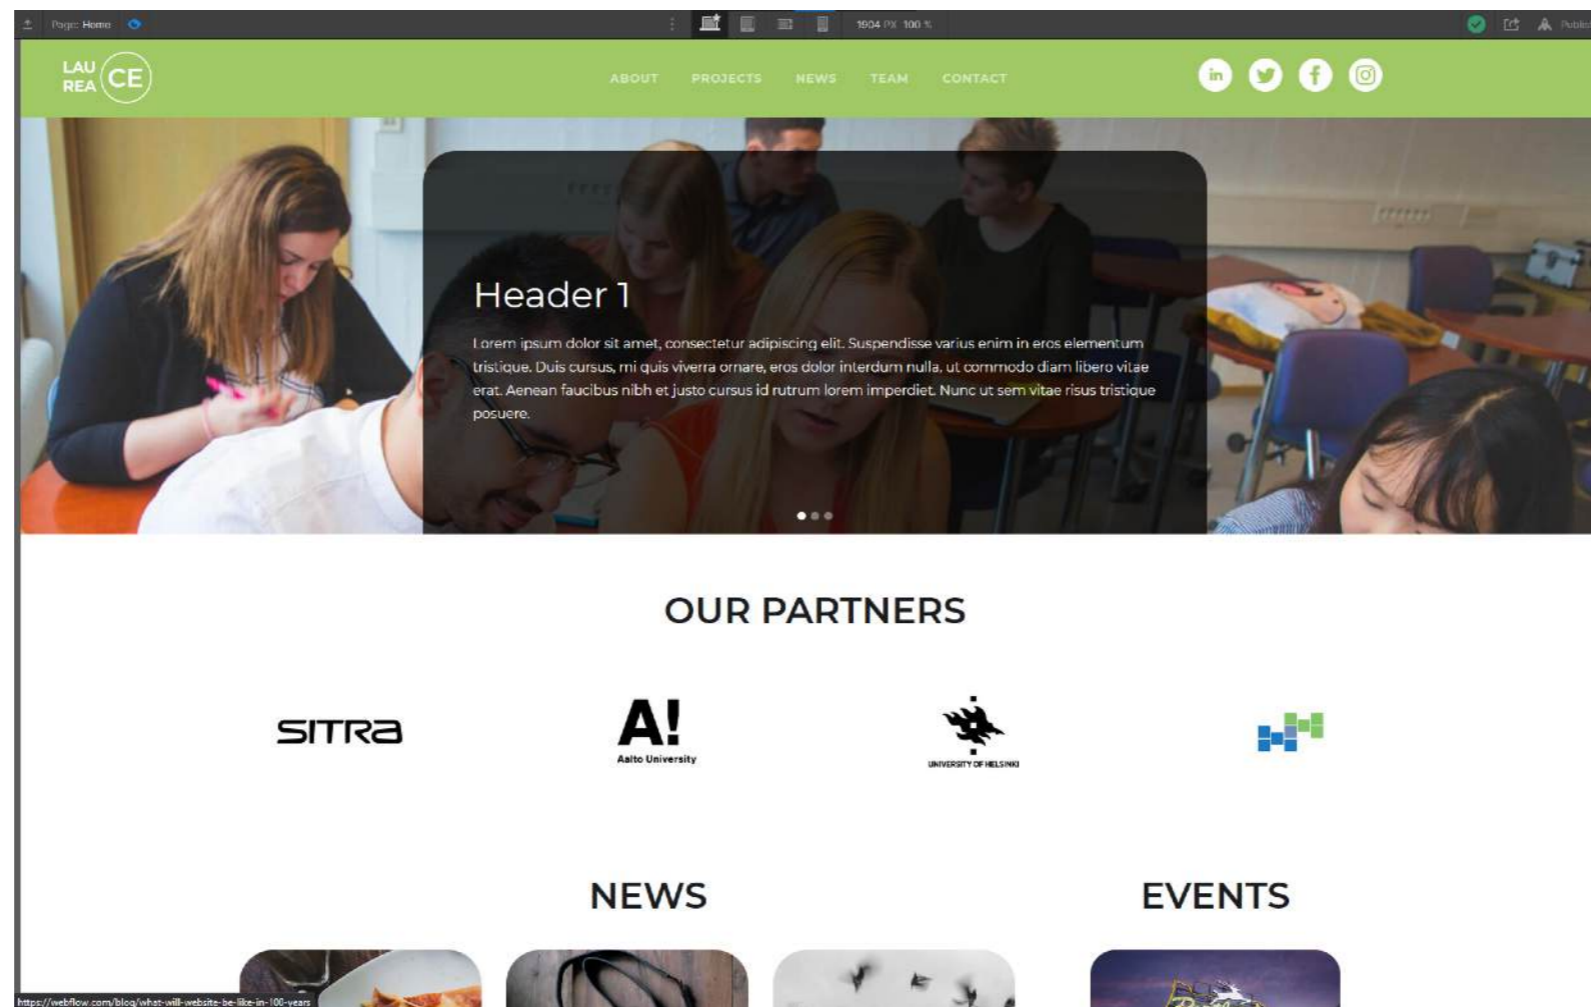 Page: Home
1904 PX 100 %
LAU
REA CE
ABOUT PROJECTS NEWS TEAM CONTACT
in
Header 1
Lorem ipsum dolor sit amet, consectetur adipiscing elit. Suspendisse varius enim in eros elementum
tristique. Duis cursus, mi quis viverra ornare, eros dolor interdum nulla, ut commodo diam libero vitae
erat. Aenean faucibus nibh et justo cursus id rutrum lorem imperdiet. Nunc ut sem vitae risus tristique
posuere.
OUR PARTNERS
SITRA
A!
Aalto University
UNIVERSITY OF HELSINKI
NEWS EVENTS
https://webflow.com/blog/what-will-website-be-like-in-100-years